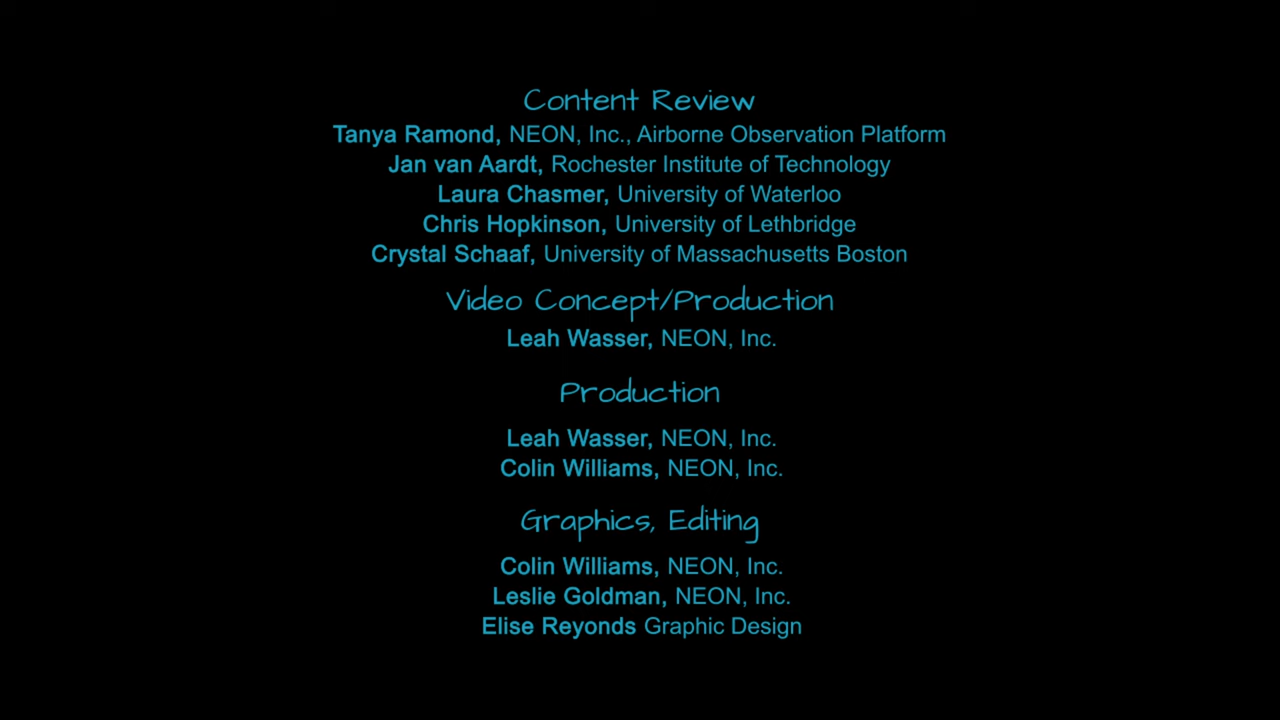 Content Review
Tanya Ramond, NEON, Inc., Airborne Observation Platform
Jan van Aardt, Rochester Institute of Technology
Laura Chasmer, University of Waterloo
Chris Hopkinson, University of Lethbridge
Crystal Schaaf, University of Massachusetts Boston
Video Concept/Production
Leah Wasser, NEON, Inc.
Production
Leah Wasser, NEON, Inc.
Colin Williams, NEON, Inc.
Graphics, Editing
Colin Williams, NEON, Inc.
Leslie Goldman, NEON, Inc.
Elise Reyonds Graphic Design